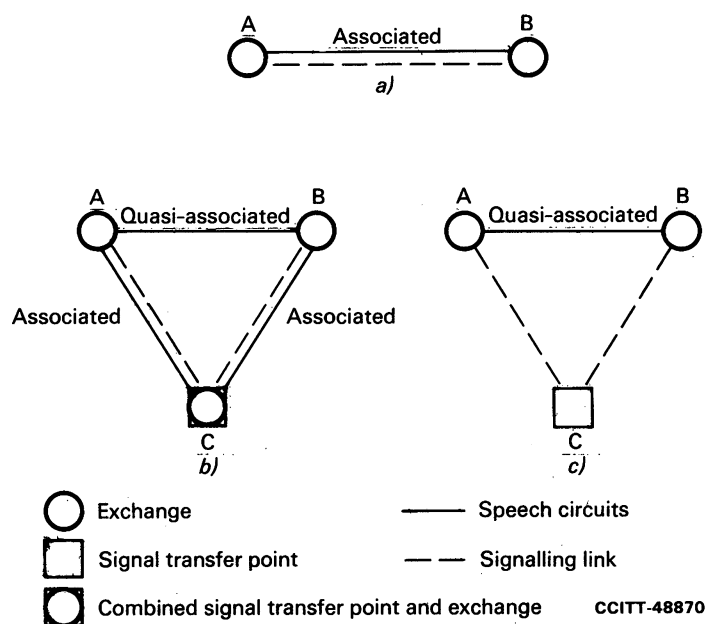 A B
Associated
a)
A B A B
Quasi-associated Quasi-associated
Associated Associated
C C
b) c)
Exchange Speech circuits
Signal transfer point Signalling link
Combined signal transfer point and exchange CCITT-48870